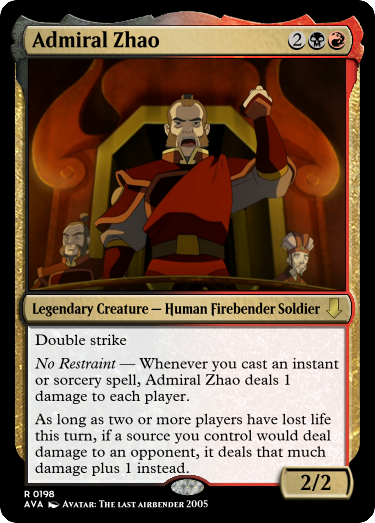 Admiral Zhao 2
Legendary Creature — Human Firebender Soldier
Double strike
No Restraint — Whenever you cast an instant
or sorcery spell, Admiral Zhao deals 1
damage to each player.
As long as two or more players have lost life
this turn, if a source you control would deal
damage to an opponent, it deals that much
damage plus 1 instead.
2/2
R 0198
AVA Avatar: The last airbender 2005